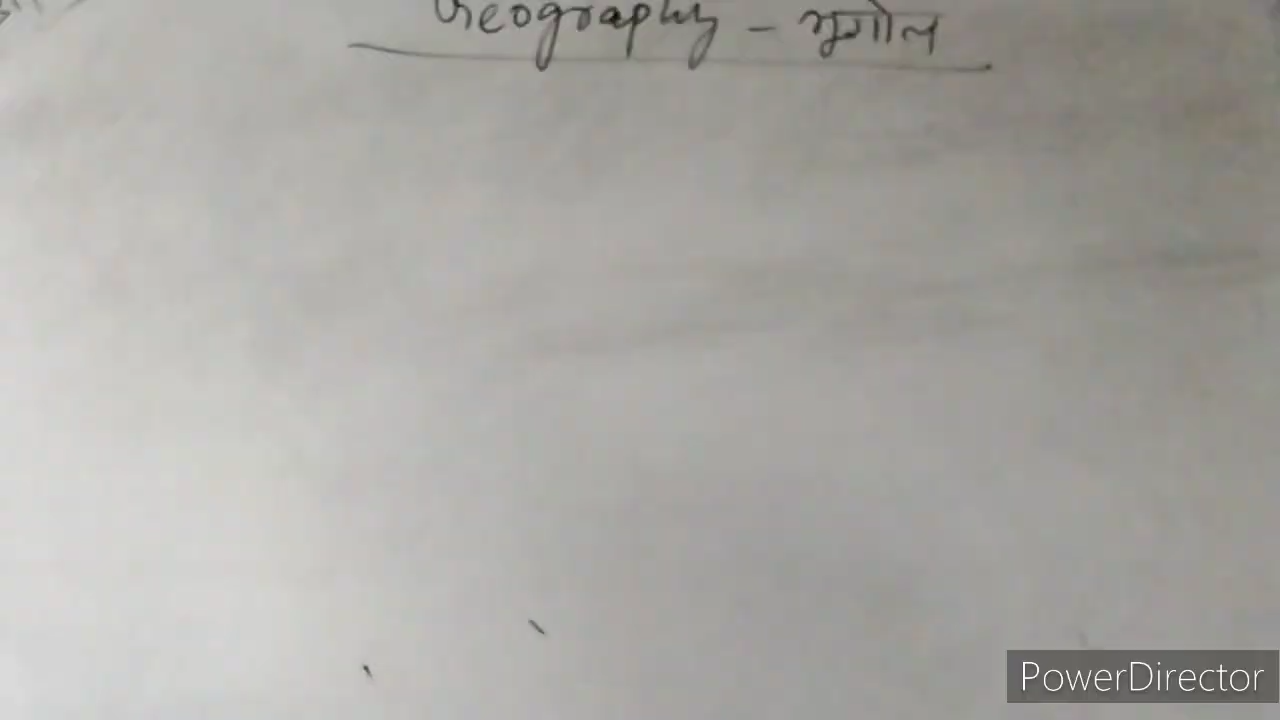 Geography - भूगोल
PowerDirector